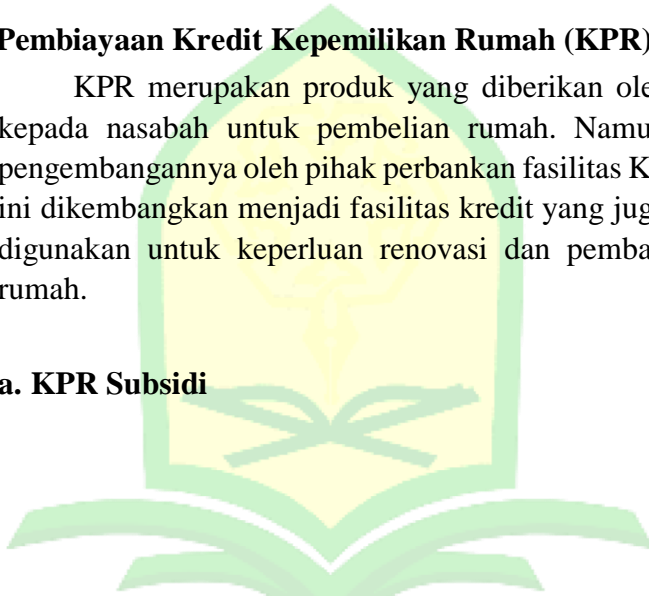 Pembiayaan Kredit Kepemilikan Rumah (KPR)
KPR merupakan produk yang diberikan ole
kepada nasabah untuk pembelian rumah. Namu
pengembangannya oleh pihak perbankan fasilitas K
ini dikembangkan menjadi fasilitas kredit yang jug
digunakan untuk keperluan renovasi dan pemba
rumah.
a. KPR Subsidi